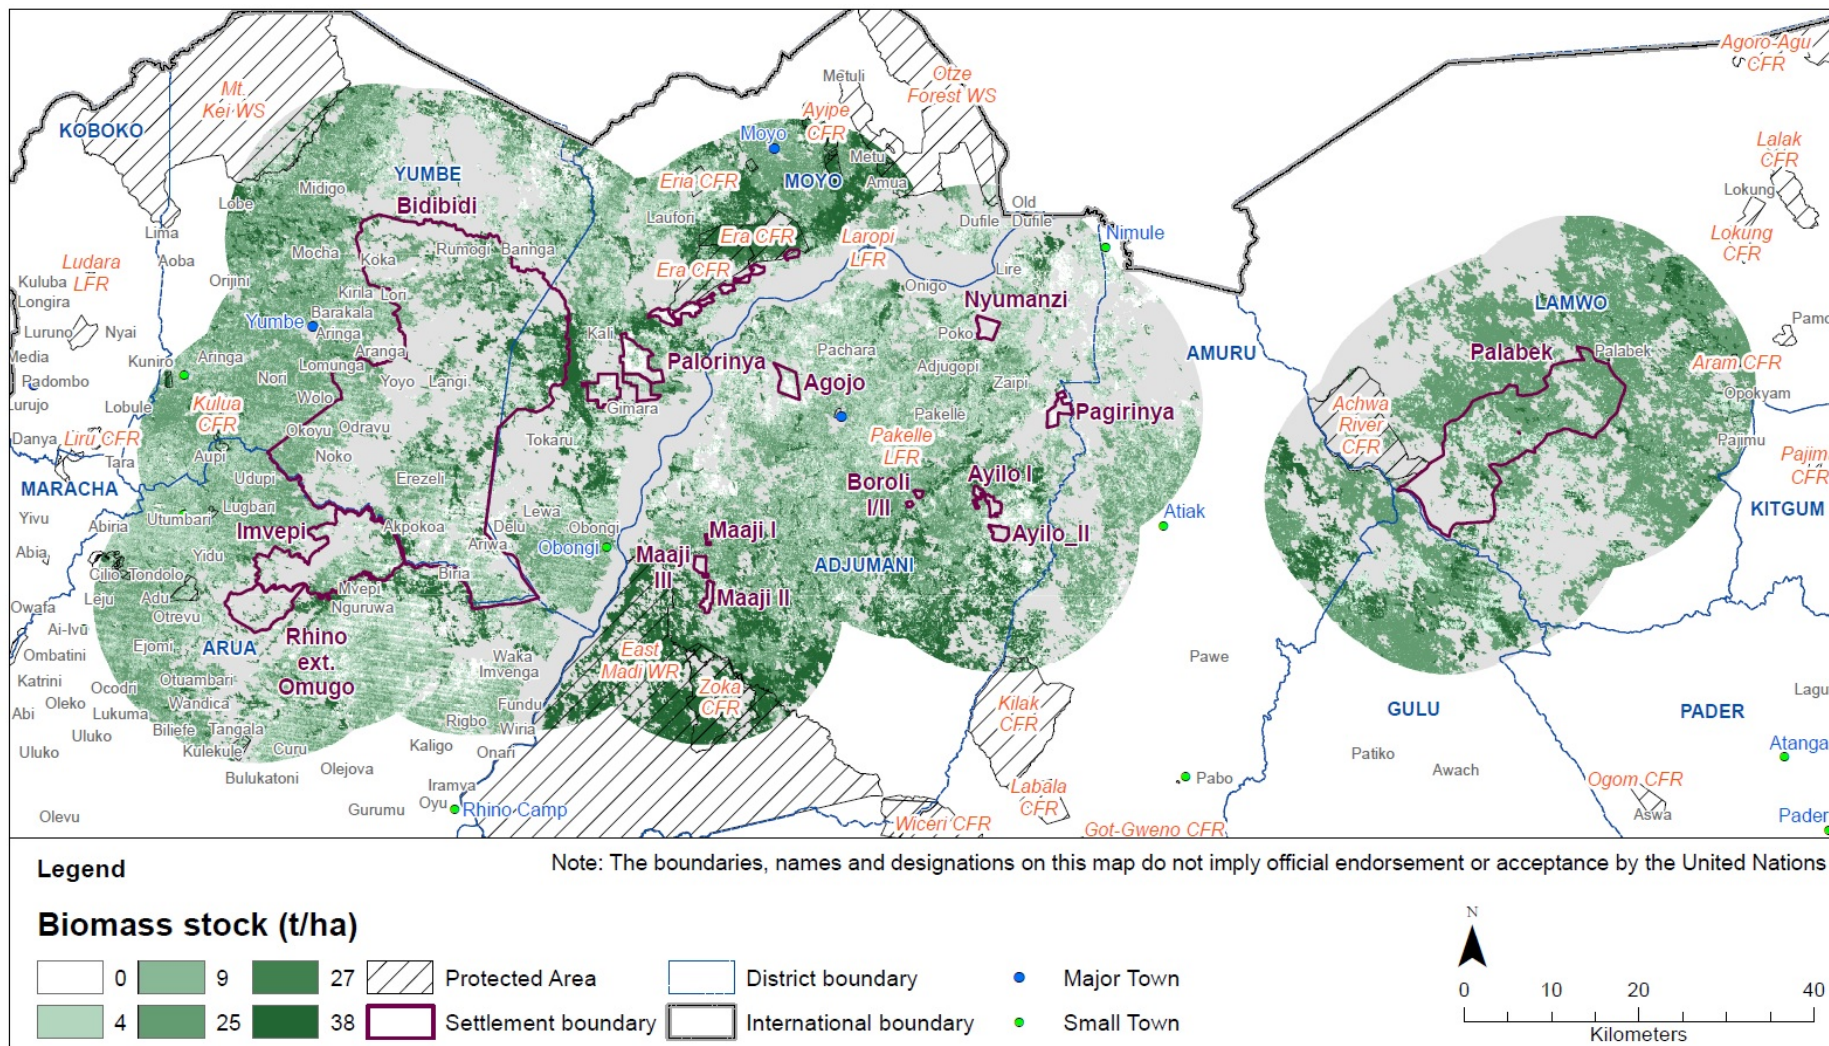 Agoro-Agu
CFR
Otze
Forest WS
Metuli
Mt.
Kei WS
Ayipe
CFR
KOBOKO
Moyo
Lalak
CFR
Metu
YUMBE
Eria CFR
MOYO
Amua
Midigo
Lokung
Bidibidi
Lobe
Laufori
Old
Dufile
Dufile
Lima
Era CFR
Laropi
LFR
Nimule
Lokung
CFR
Mocha
Rumogi
Baringa
Koka
Aoba
Ludara
LFR
Era CFR
Lire
Kuluba
Orijini
Onigo
Longira
Kirila
Lori
Nyumanzi
LAMWO
Barakala
Yumbe
Aringa
Luruno
Nyai
Kali
Poko
Pachara
AMURU
Palabek
Palabek
Media
Kuniro
Aringa
Aranga
Lomunga
Palorinya
Adjugopi
Aram CFR
Padombo
Nori
Yoyo
Langi
Agojo
Zaipi
Wolo
Lobule
Kulua
CFR
Gimara
Pakelle
Pagirinya
Achwa
River
CFR
Opokyam
Danya
Liru CFR
Okoyu
Odravu
Tokaru
Pakelle
LFR
Pajimu
Tara
Aupi
Noko
MARACHA
Udupi
Erezeli
Boroli
I/II
Ayilo I
KITGUM
Yivu
Abiria
Utumbari
Lugbari
Lewa
Imvepi
Akpokoa
Delu
Obongi
Maaji I
Ayilo_II
Atiak
Abia
Yidu
Ariwa
Obongi
Maaji
III
ADJUMANI
Cilio
Tondolo
Biria
Leju
Adu
Mvepi
Nguruwa
Maaji II
Owafa
Otrevu
Ai-Ivu
Ejomi
ARUA
Rhino
ext.
Omugo
East
Madi WR
Ombatini
Waka
Imvenga
Pawe
Katrini
Ocodri
Otuambari
Zoka
CFR
Lagu
Oleko
Wandica
Fundu
Kilak
CFR
GULU
PADER
Abi
Lukuma
Biliefe
Tangala
Rigbo
Wiria
Uluko
Uluko
Kulekule
Curu
Kaligo
Onari
Patiko
Atanga
Bulukatoni
Olejova
Iramva
Labala
CFR
Pabo
Awach
Ogom CFR
Oyu
Rhino Camp
Gurumu
Olevu
Wiceri CFR
Got-Gweno CFR
Aswa
Pader
Legend
Note: The boundaries, names and designations on this map do not imply official endorsement or acceptance by the United Nations
Biomass stock (t/ha)
0
9
27
Protected Area
District boundary
Major Town
4
25
38
Settlement boundary
International boundary
Small Town
N
0
10
20
40
Kilometers